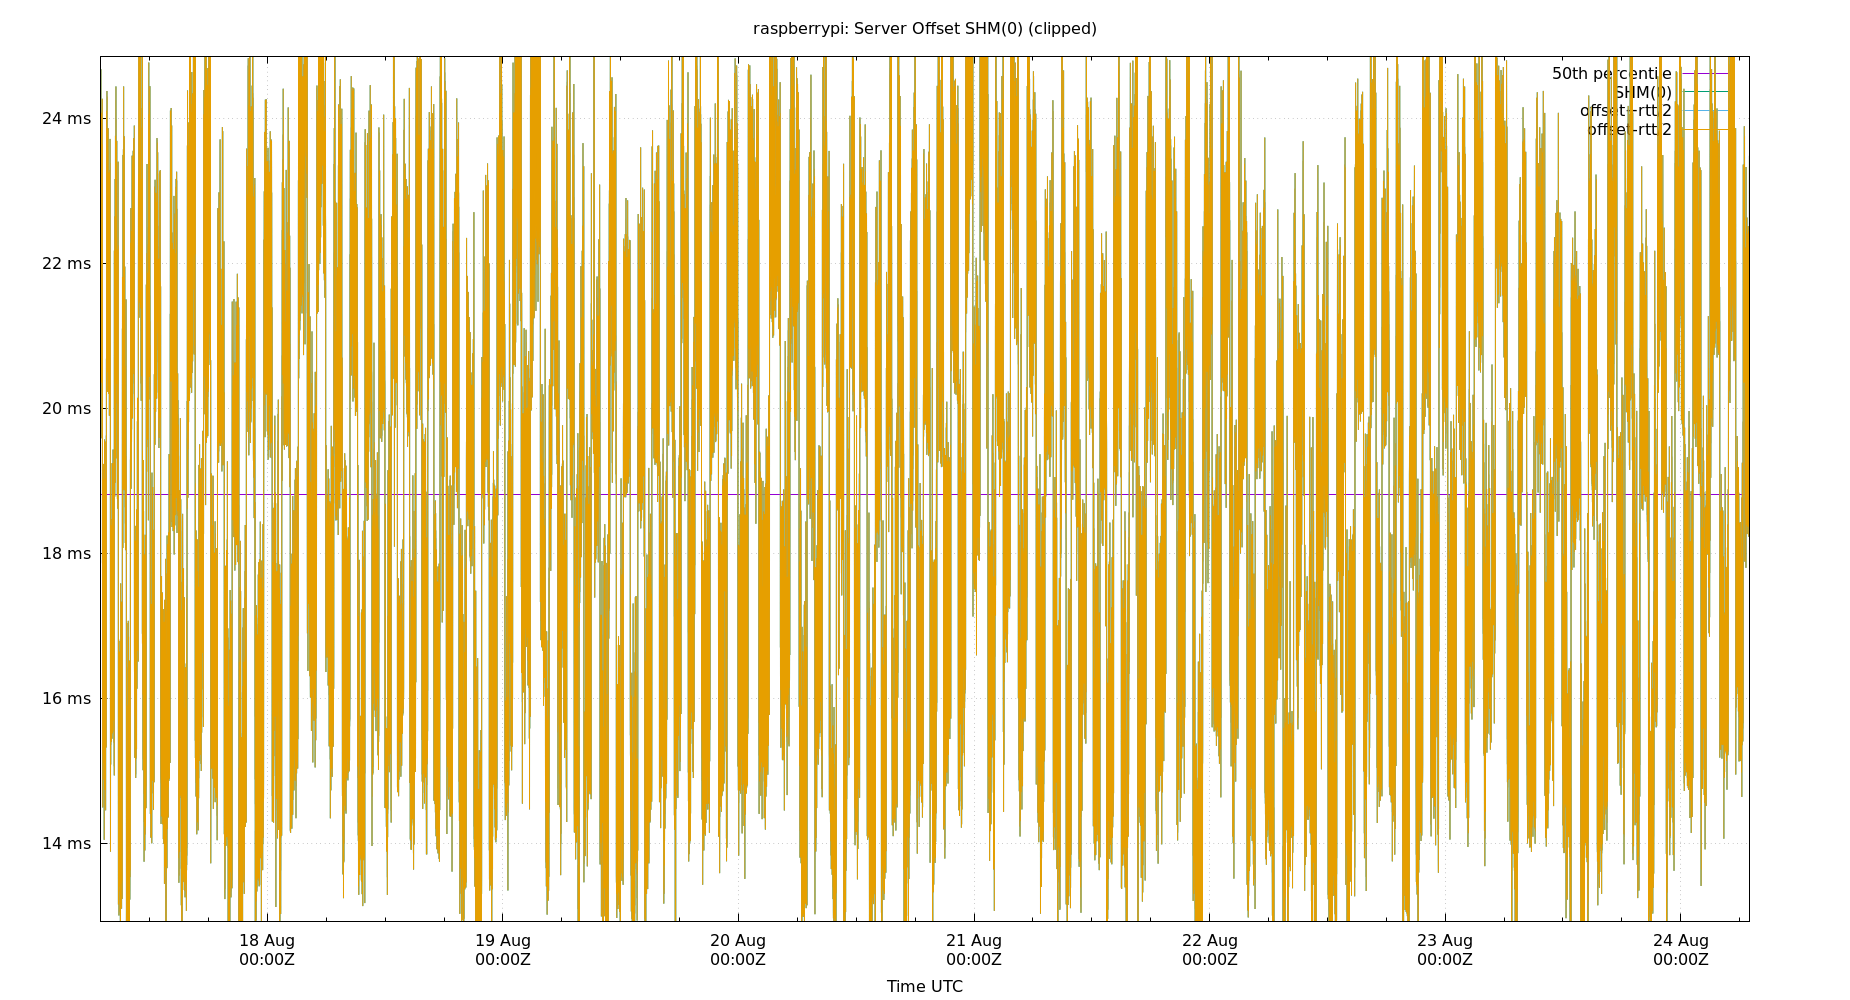 raspberrypi: Server Offset SHM(0) (clipped)
50th percentile
SHM(0)
offset+rtt/2
offset-rtt/2
24 ms
22 ms
20 ms
18 ms
16 ms
14 ms
18 Aug 19 Aug 20 Aug 21 Aug 22 Aug 23 Aug 24 Aug
00:00Z 00:00Z 00:00Z 00:00Z 00:00Z 00:00Z 00:00Z
Time UTC